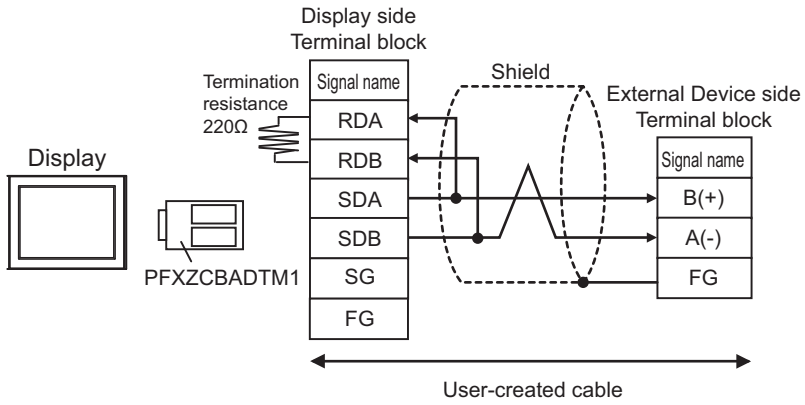 Display side
Terminal block
Signal name
RDA
RDB
SDA
SDB
SG
FG
Termination
resistance
220Ω
Display
PFXZCBADTM1
Shield
External Device side
Terminal block
Signal name
B(+)
A(-)
FG
User-created cable